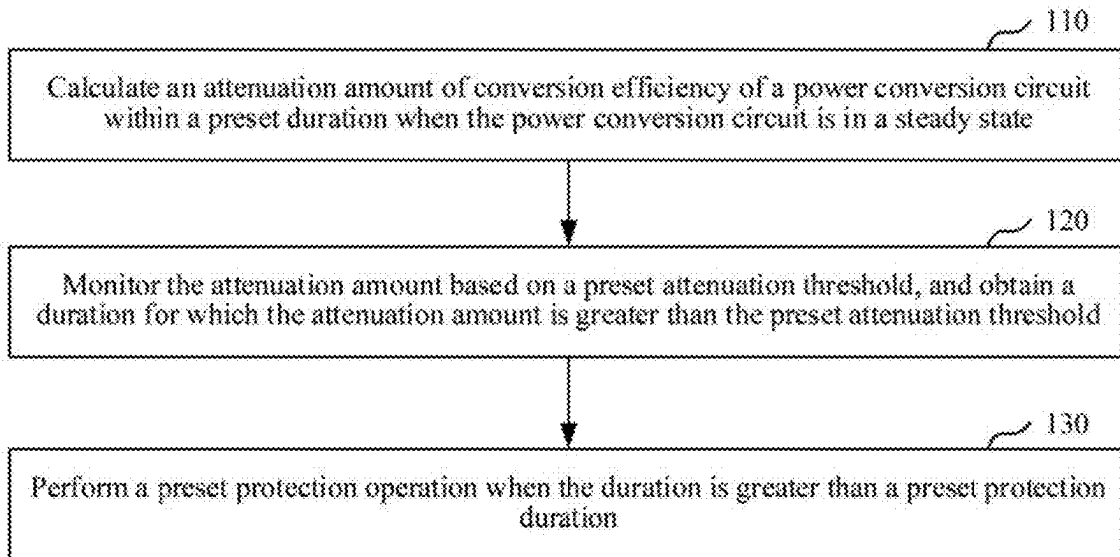 110
Calculate an attenuation amount of conversion efficiency of a power conversion circuit
within a preset duration when the power conversion circuit is in a steady state
120
Monitor the attenuation amount based on a preset attenuation threshold, and obtain a
duration for which the attenuation amount is greater than the preset attenuation threshold
130
Perform a preset protection operation when the duration is greater than a preset protection
duration